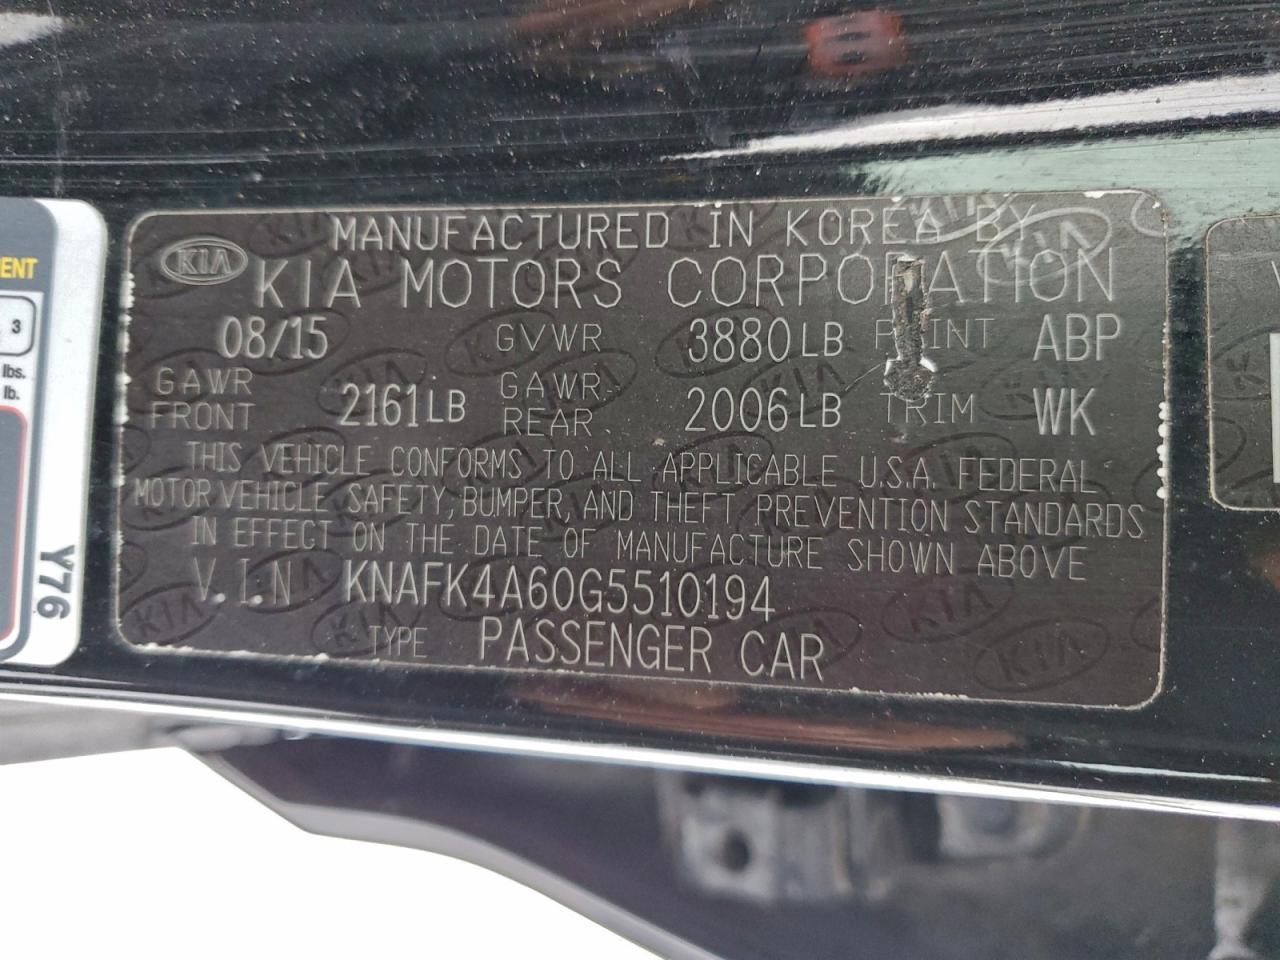 MANUFACTURED IN KOREA BY
KIA KIA MOTORS CORPORATION
08/15 GVWR 3880LB PAINT ABP
GAWR FRONT 2161LB GAWR REAR 2006LB TRIM WK
THIS VEHICLE CONFORMS TO ALL APPLICABLE U.S.A. FEDERAL
MOTOR VEHICLE SAFETY, BUMPER, AND THEFT PREVENTION STANDARDS
IN EFFECT ON THE DATE OF MANUFACTURE SHOWN ABOVE
V.I.N KNAFK4A60G5510194
TYPE PASSENGER CAR
3
lbs.
lb.
Y76